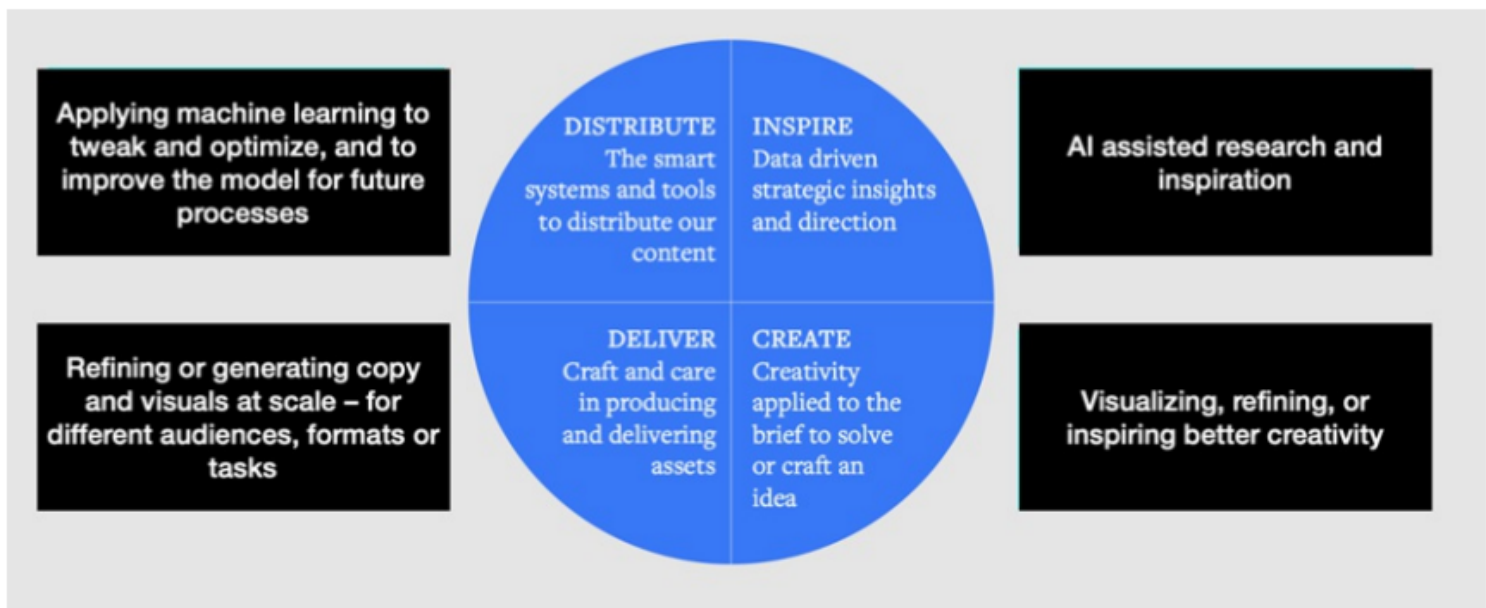 Applying machine learning to
tweak and optimize, and to
improve the model for future
processes
DISTRIBUTE
The smart
systems and tools
to distribute our
content
INSPIRE
Data driven
strategic insights
and direction
AI assisted research and
inspiration
Refining or generating copy
and visuals at scale – for
different audiences, formats or
tasks
DELIVER
Craft and care
in producing
and delivering
assets
CREATE
Creativity
applied to the
brief to solve
or craft an
idea
Visualizing, refining, or
inspiring better creativity